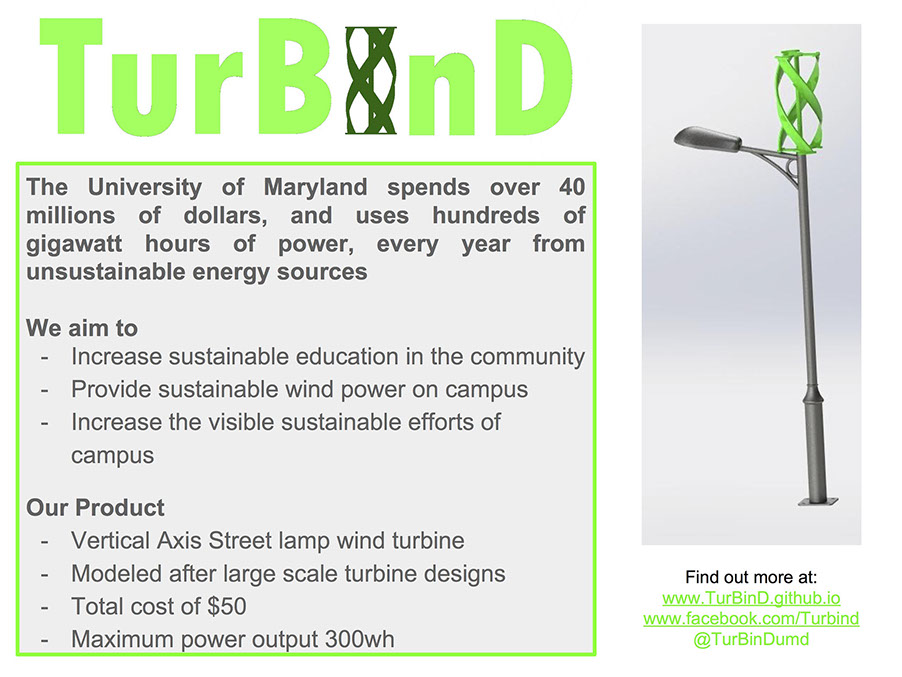 TurBinD
The University of Maryland spends over 40
millions of dollars, and uses hundreds of
gigawatt hours of power, every year from
unsustainable energy sources
We aim to
- Increase sustainable education in the community
- Provide sustainable wind power on campus
- Increase the visible sustainable efforts of
campus
Our Product
- Vertical Axis Street lamp wind turbine
- Modeled after large scale turbine designs
- Total cost of $50
- Maximum power output 300wh
Find out more at:
www.TurBinD.github.io
www.facebook.com/Turbind
@TurBinDumd